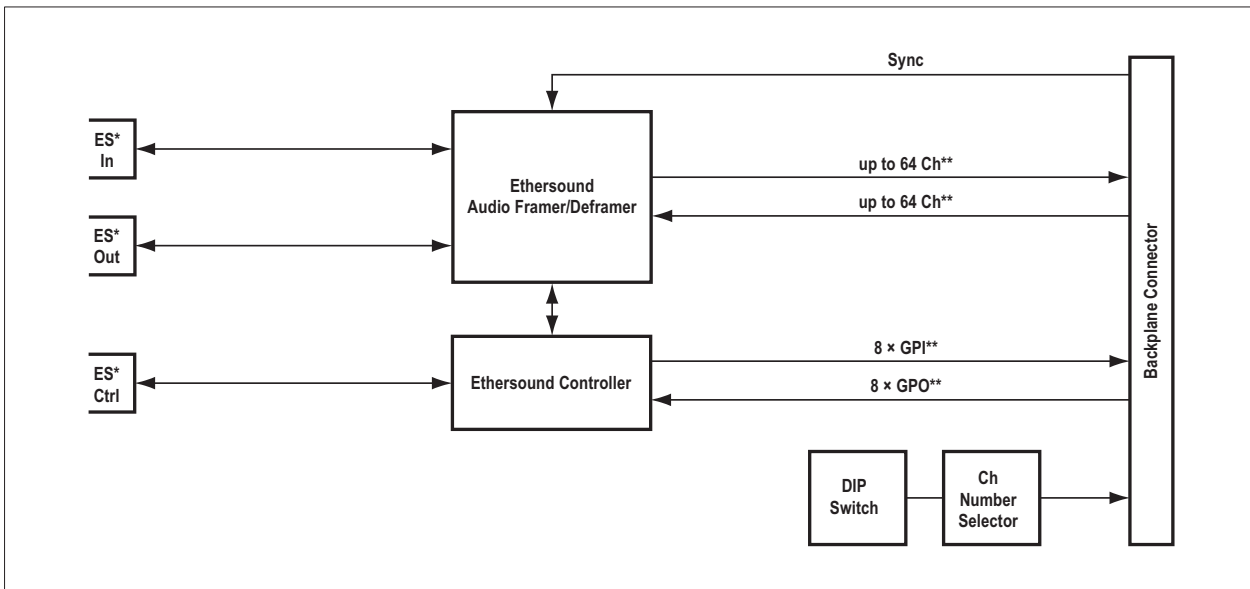 Sync
ES*
In
Ethersound
Audio Framer/Deframer
up to 64 Ch**
up to 64 Ch**
ES*
Out
Backplane Connector
ES*
Ctrl
Ethersound Controller
8 × GPI**
8 × GPO**
DIP
Switch
Ch
Number
Selector